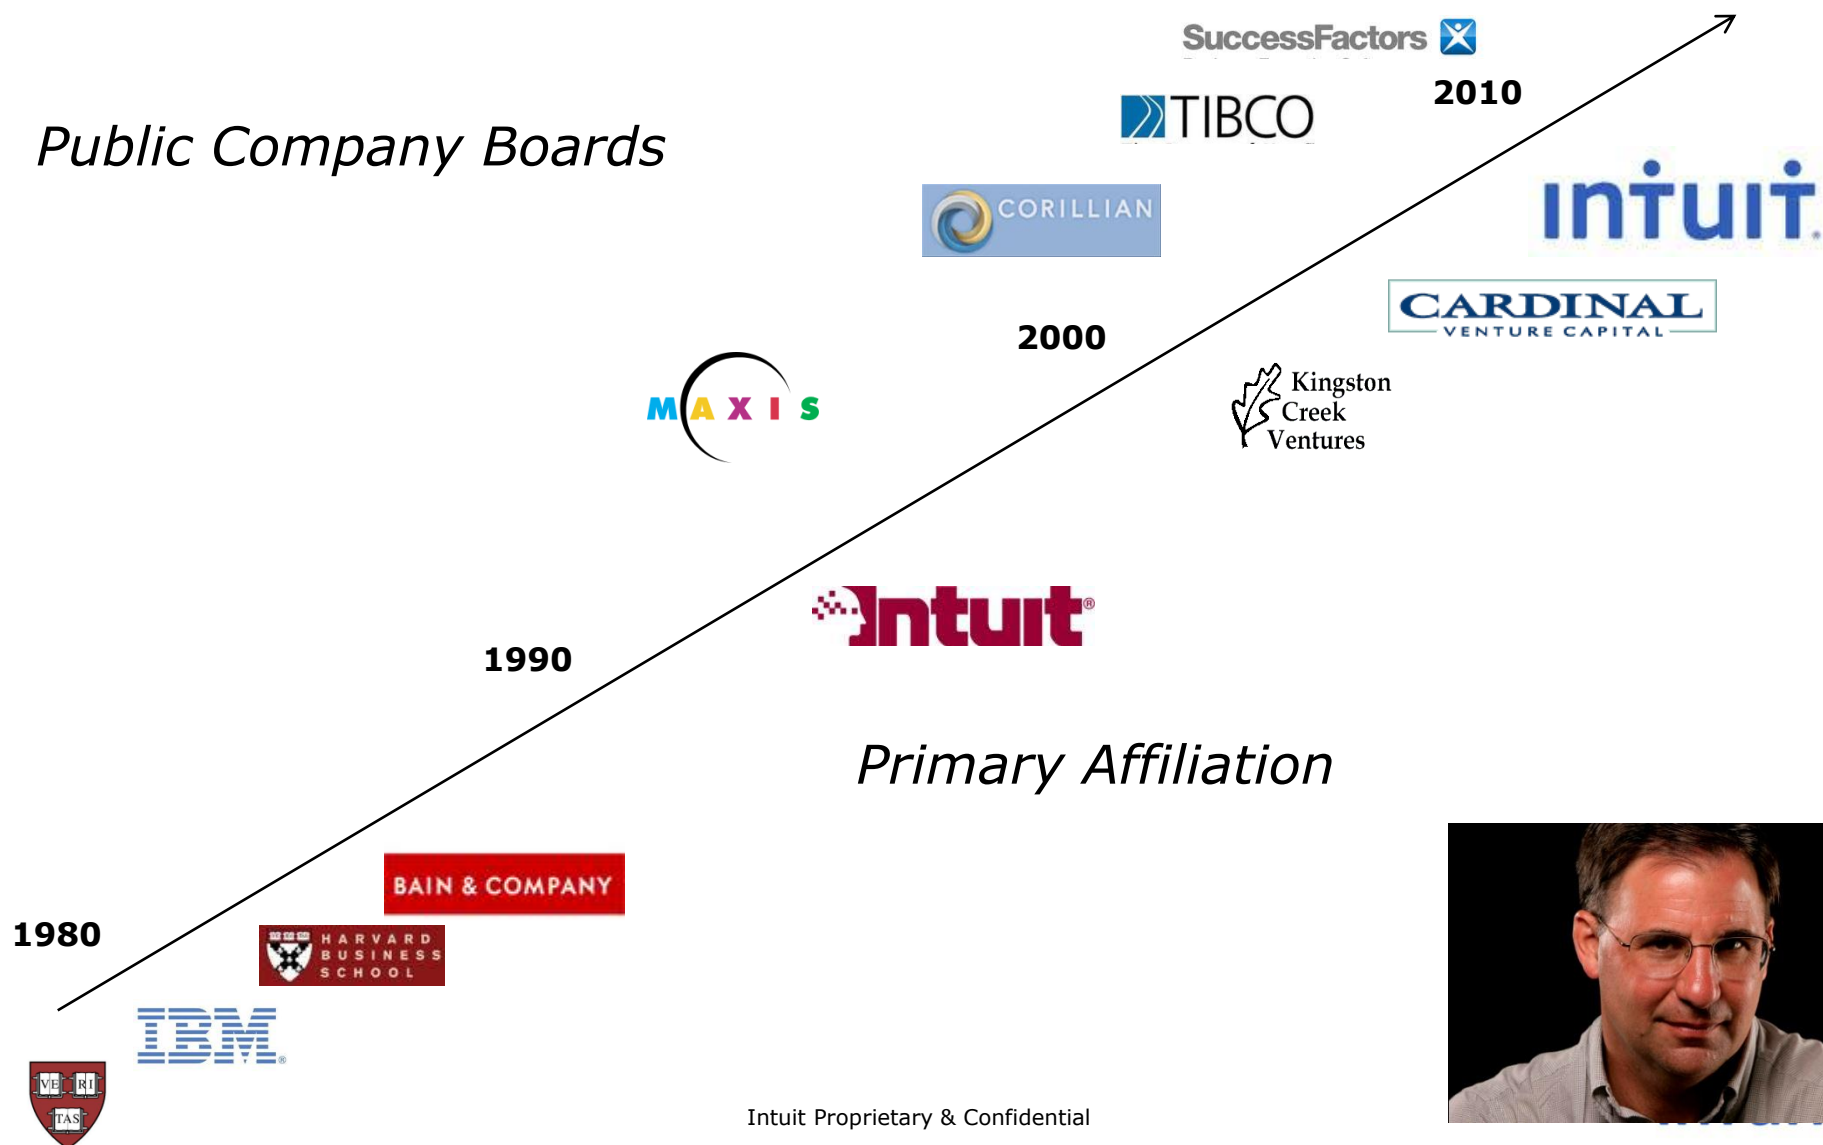 SuccessFactors
2010
TIBCO
Public Company Boards
intuit.
CORILLIAN
CARDINAL
VENTURE CAPITAL
2000
Kingston
Creek
Ventures
MAXIS
Intuit®
1990
Primary Affiliation
BAIN & COMPANY
1980
HARVARD
BUSINESS
SCHOOL
IBM®
VE RI
TAS
Intuit Proprietary & Confidential